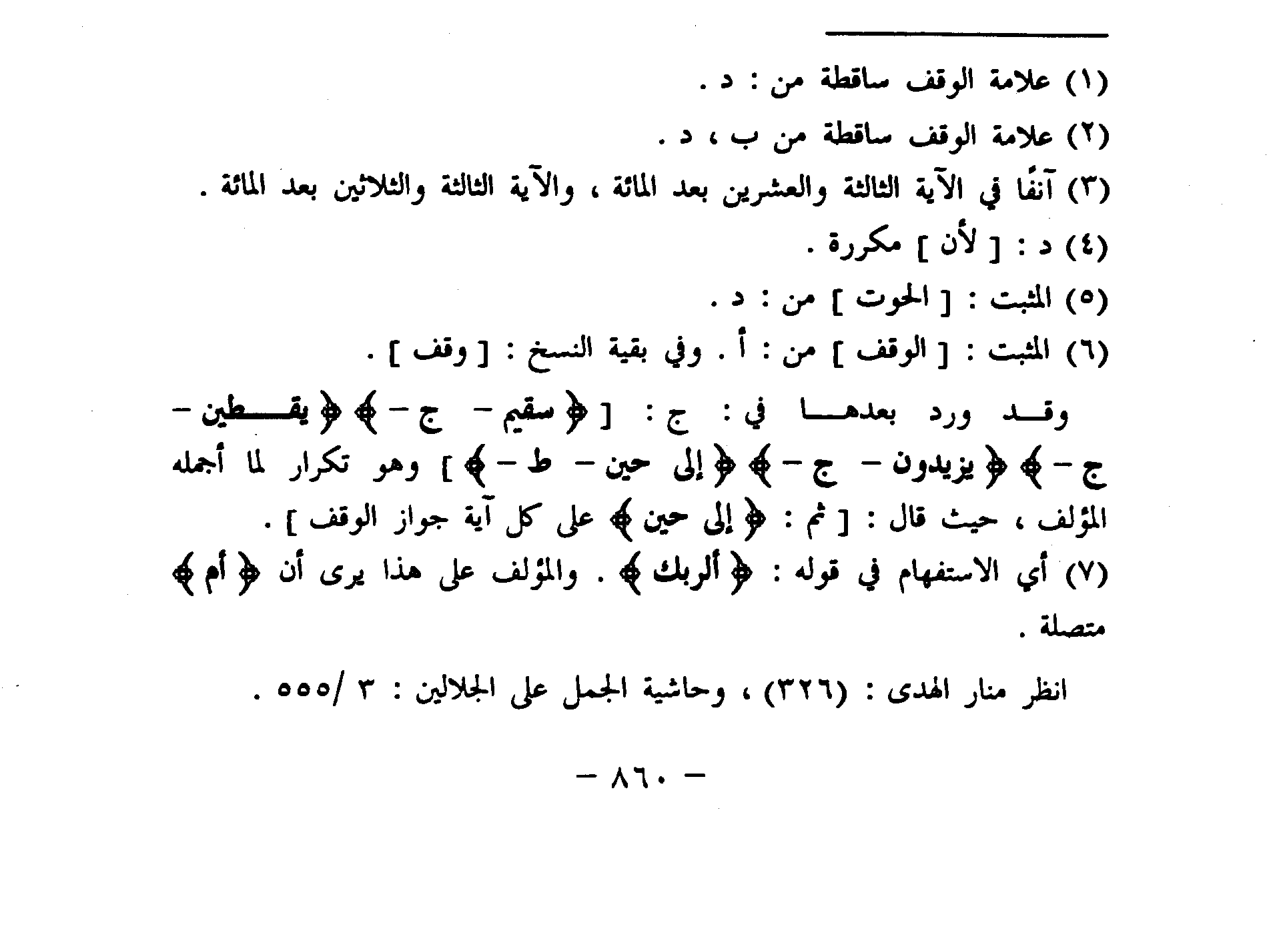 (١) علامة الوقف ساقطة من : د .
(٢) علامة الوقف ساقطة من ب ، د .
(٣) آنفًا في الآية الثالثة والعشرين بعد المائة ، والآية الثالثة والثلاثين بعد المائة .
(٤) د : [ لأن ] مكررة .
(٥) المثبت : [ الحوت ] من : د .
(٦) المثبت : [ الوقف ] من : أ . وفي بقية النسخ : [ وقف ] .
وقـد ورد بعدهـا في : ج : [ ﴿ سقيم – ج – ﴾ ﴿ يقـطين –
ج – ﴾ ﴿ يزيدون – ج – ﴾ ﴿ إلى حين – ط – ﴾ ] وهو تكرار لما أجمله
المؤلف ، حيث قال : [ ثم : ﴿ إلى حين ﴾ على كل آية جواز الوقف ] .
(٧) أي الاستفهام في قوله : ﴿ ألربك ﴾ . والمؤلف على هذا يرى أن ﴿ أم ﴾
متصلة .
انظر منار الهدى : (٣٢٦) ، وحاشية الجمل على الجلالين : ٣ /٥٥٥ .
– ٨٦٠ –